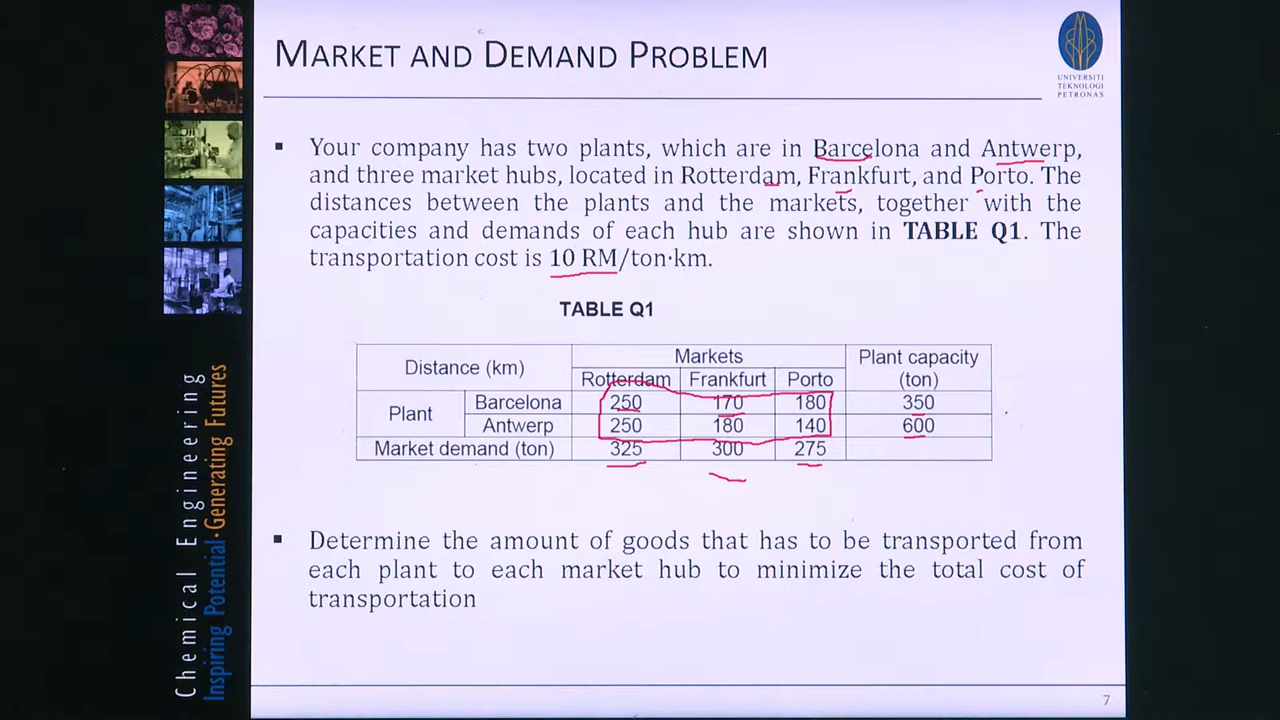 MARKET AND DEMAND PROBLEM
UNIVERSITI
TEKNOLOGI
PETRONAS
▪ Your company has two plants, which are in Barcelona and Antwerp,
and three market hubs, located in Rotterdam, Frankfurt, and Porto. The
distances between the plants and the markets, together with the
capacities and demands of each hub are shown in TABLE Q1. The
transportation cost is 10 RM/ton·km.
TABLE Q1
Distance (km) Markets Plant capacity (ton)
Rotterdam Frankfurt Porto
Plant Barcelona 250 170 180 350
Antwerp 250 180 140 600
Market demand (ton) 325 300 275
▪ Determine the amount of goods that has to be transported from
each plant to each market hub to minimize the total cost of
transportation
Chemical Engineering
Inspiring Potential·Generating Futures
7